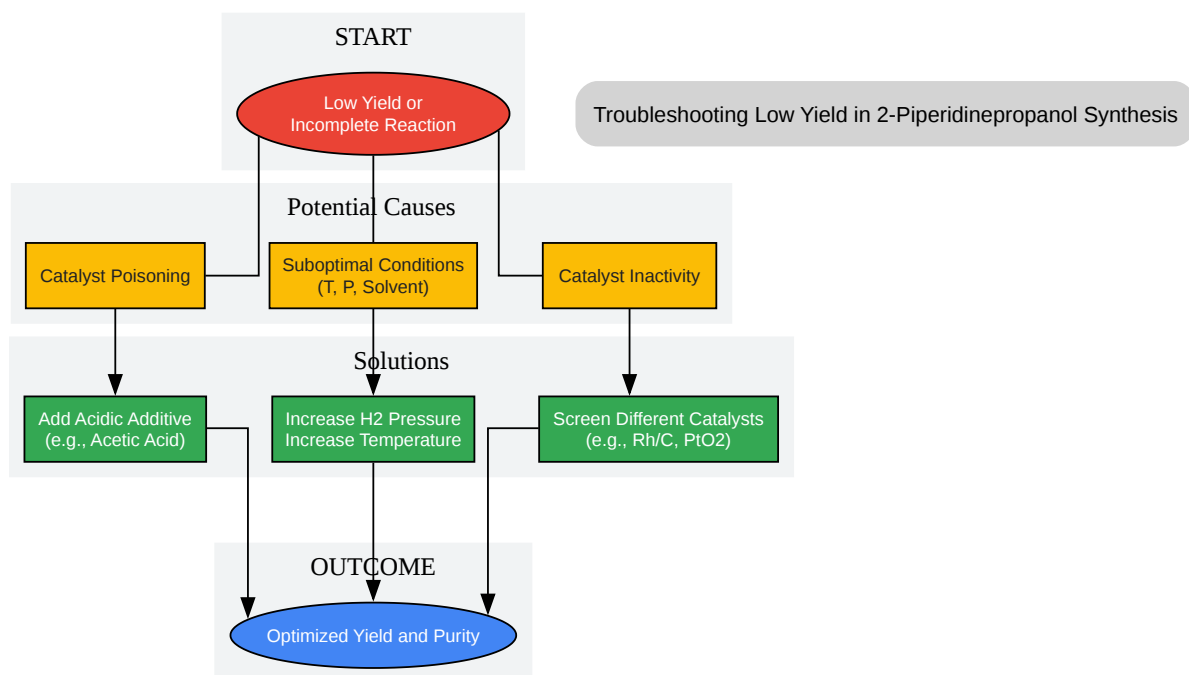 START
Low Yield or
Incomplete Reaction
Troubleshooting Low Yield in 2-Piperidinepropanol Synthesis
Potential Causes
Catalyst Poisoning
Suboptimal Conditions
(T, P, Solvent)
Catalyst Inactivity
Solutions
Add Acidic Additive
(e.g., Acetic Acid)
Increase H2 Pressure
Increase Temperature
Screen Different Catalysts
(e.g., Rh/C, PtO2)
OUTCOME
Optimized Yield and Purity